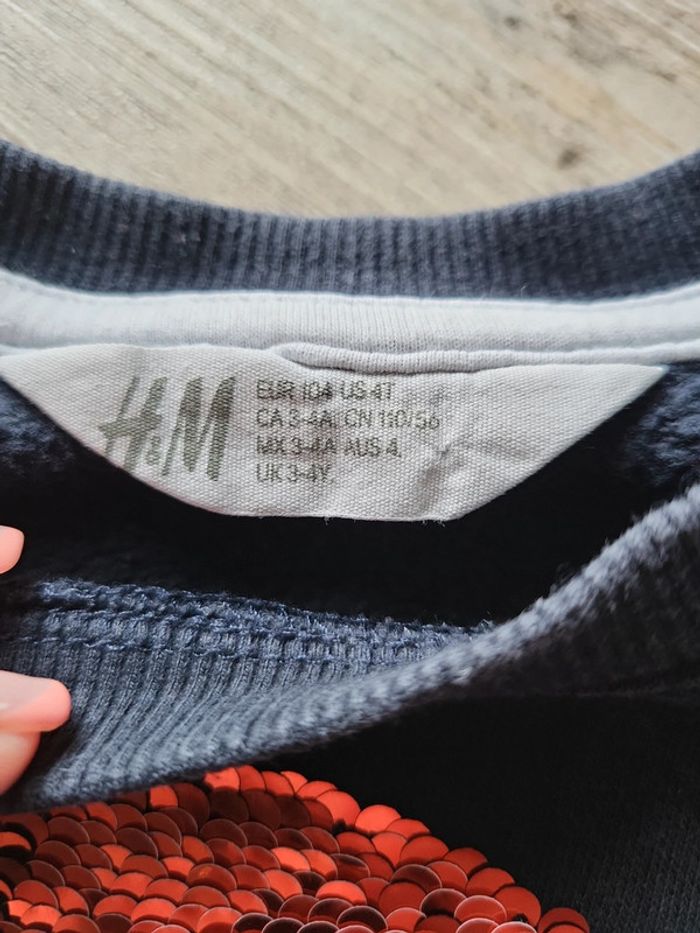 H&M
EUR 104 US 4T
CA 3-4A, CN 110/56
MX 3-4A AUS 4,
UK 3-4Y,